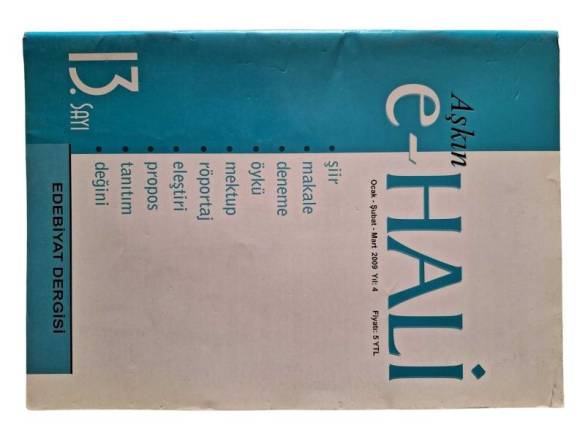 Aşkın
e-HALİ
Ocak - Şubat - Mart 2009 Yıl: 4 Fiyatı: 5 YTL
• şiir
• makale
• deneme
• öykü
• mektup
• röportaj
• eleştiri
• propos
• tanıtım
• değini
13. SAYI
EDEBİYAT DERGİSİ